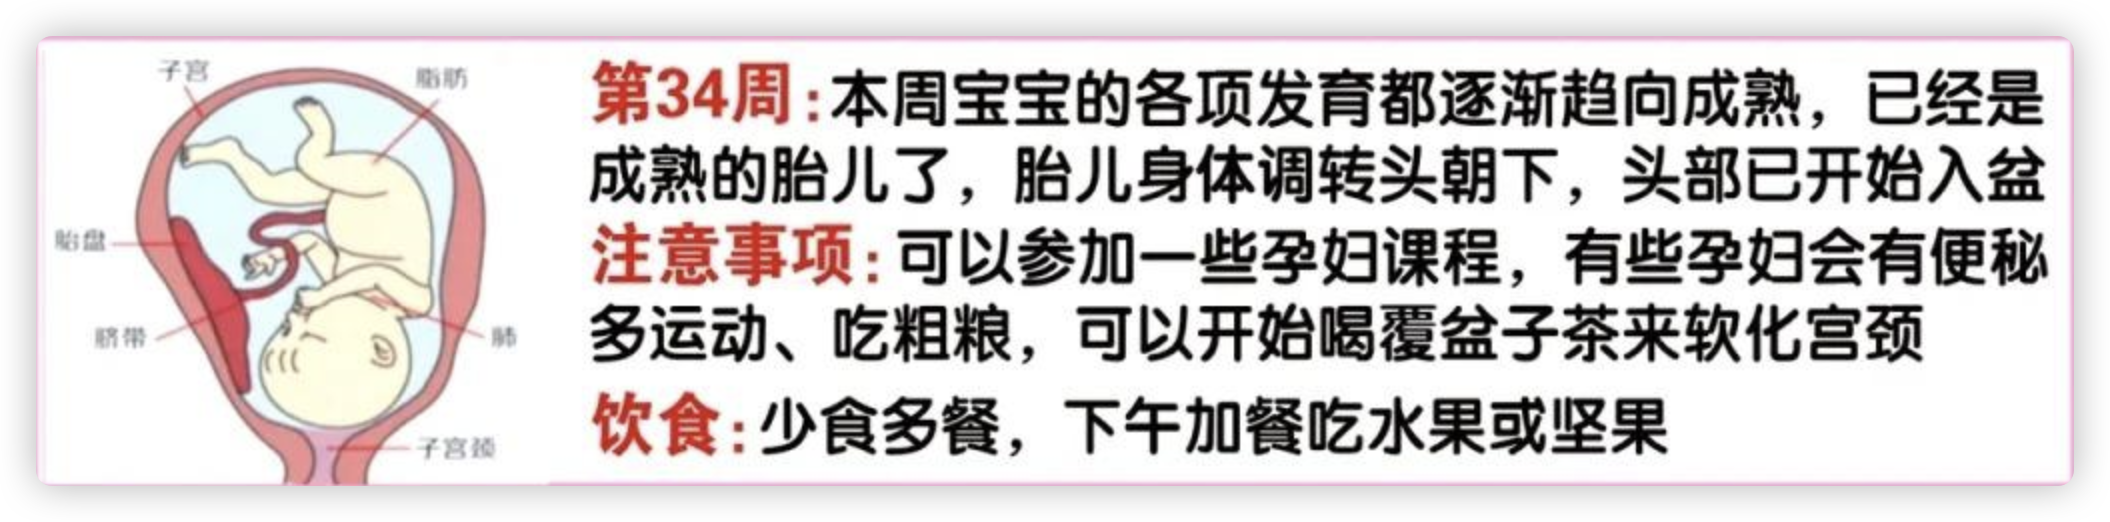 子宫
脂肪
胎盘
脐带
肺
子宫颈
第34周:本周宝宝的各项发育都逐渐趋向成熟，已经是
成熟的胎儿了，胎儿身体调转头朝下，头部已开始入盆
注意事项:可以参加一些孕妇课程，有些孕妇会有便秘
多运动、吃粗粮，可以开始喝覆盆子茶来软化宫颈
饮食:少食多餐，下午加餐吃水果或坚果